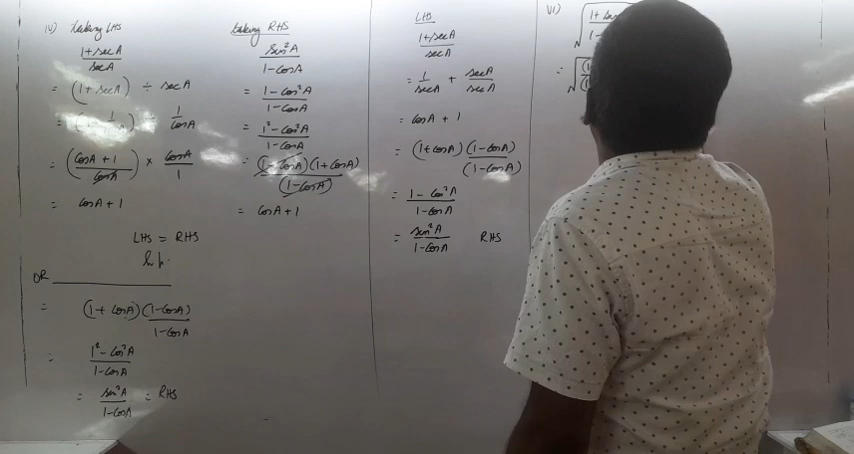 iv) taking LHS
1+secA
secA
= (1+secA) ÷ secA
1
cosA
= (cosA + 1 / cosA) × cosA / 1
= cosA + 1
taking RHS
sin²A
1-cosA
= 1-cos²A
1-cosA
= 1²-cos²A
1-cosA
= (1-cosA)(1+cosA)
(1-cosA)
= cosA+1
LHS = RHS
h.p.
OR
= (1+cosA)(1-cosA)
1-cosA
= 1²-cos²A
1-cosA
= sin²A = RHS
1-cosA
LHS
1+secA
secA
= 1/secA + secA/secA
= cosA + 1
= (1+cosA)(1-cosA)
(1-cosA)
= 1-cos²A
1-cosA
= sin²A RHS
1-cosA
vi)